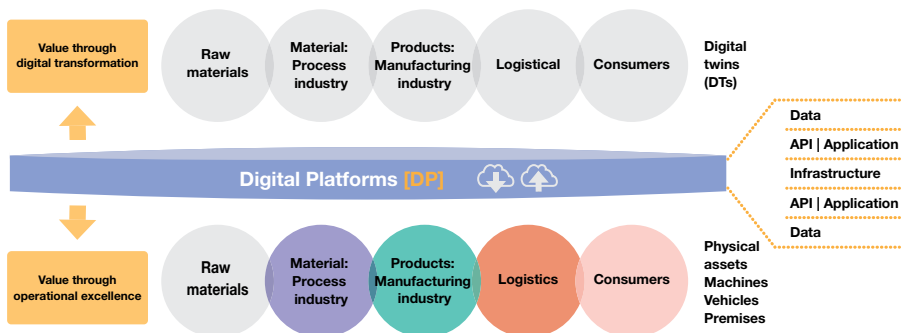 Value through
digital transformation
Raw
materials
Material:
Process
industry
Products:
Manufacturing
industry
Logistical
Consumers
Digital
twins
(DTs)
Digital Platforms [DP]
Data
API | Application
Infrastructure
API | Application
Data
Value through
operational excellence
Raw
materials
Material:
Process
industry
Products:
Manufacturing
industry
Logistics
Consumers
Physical
assets
Machines
Vehicles
Premises